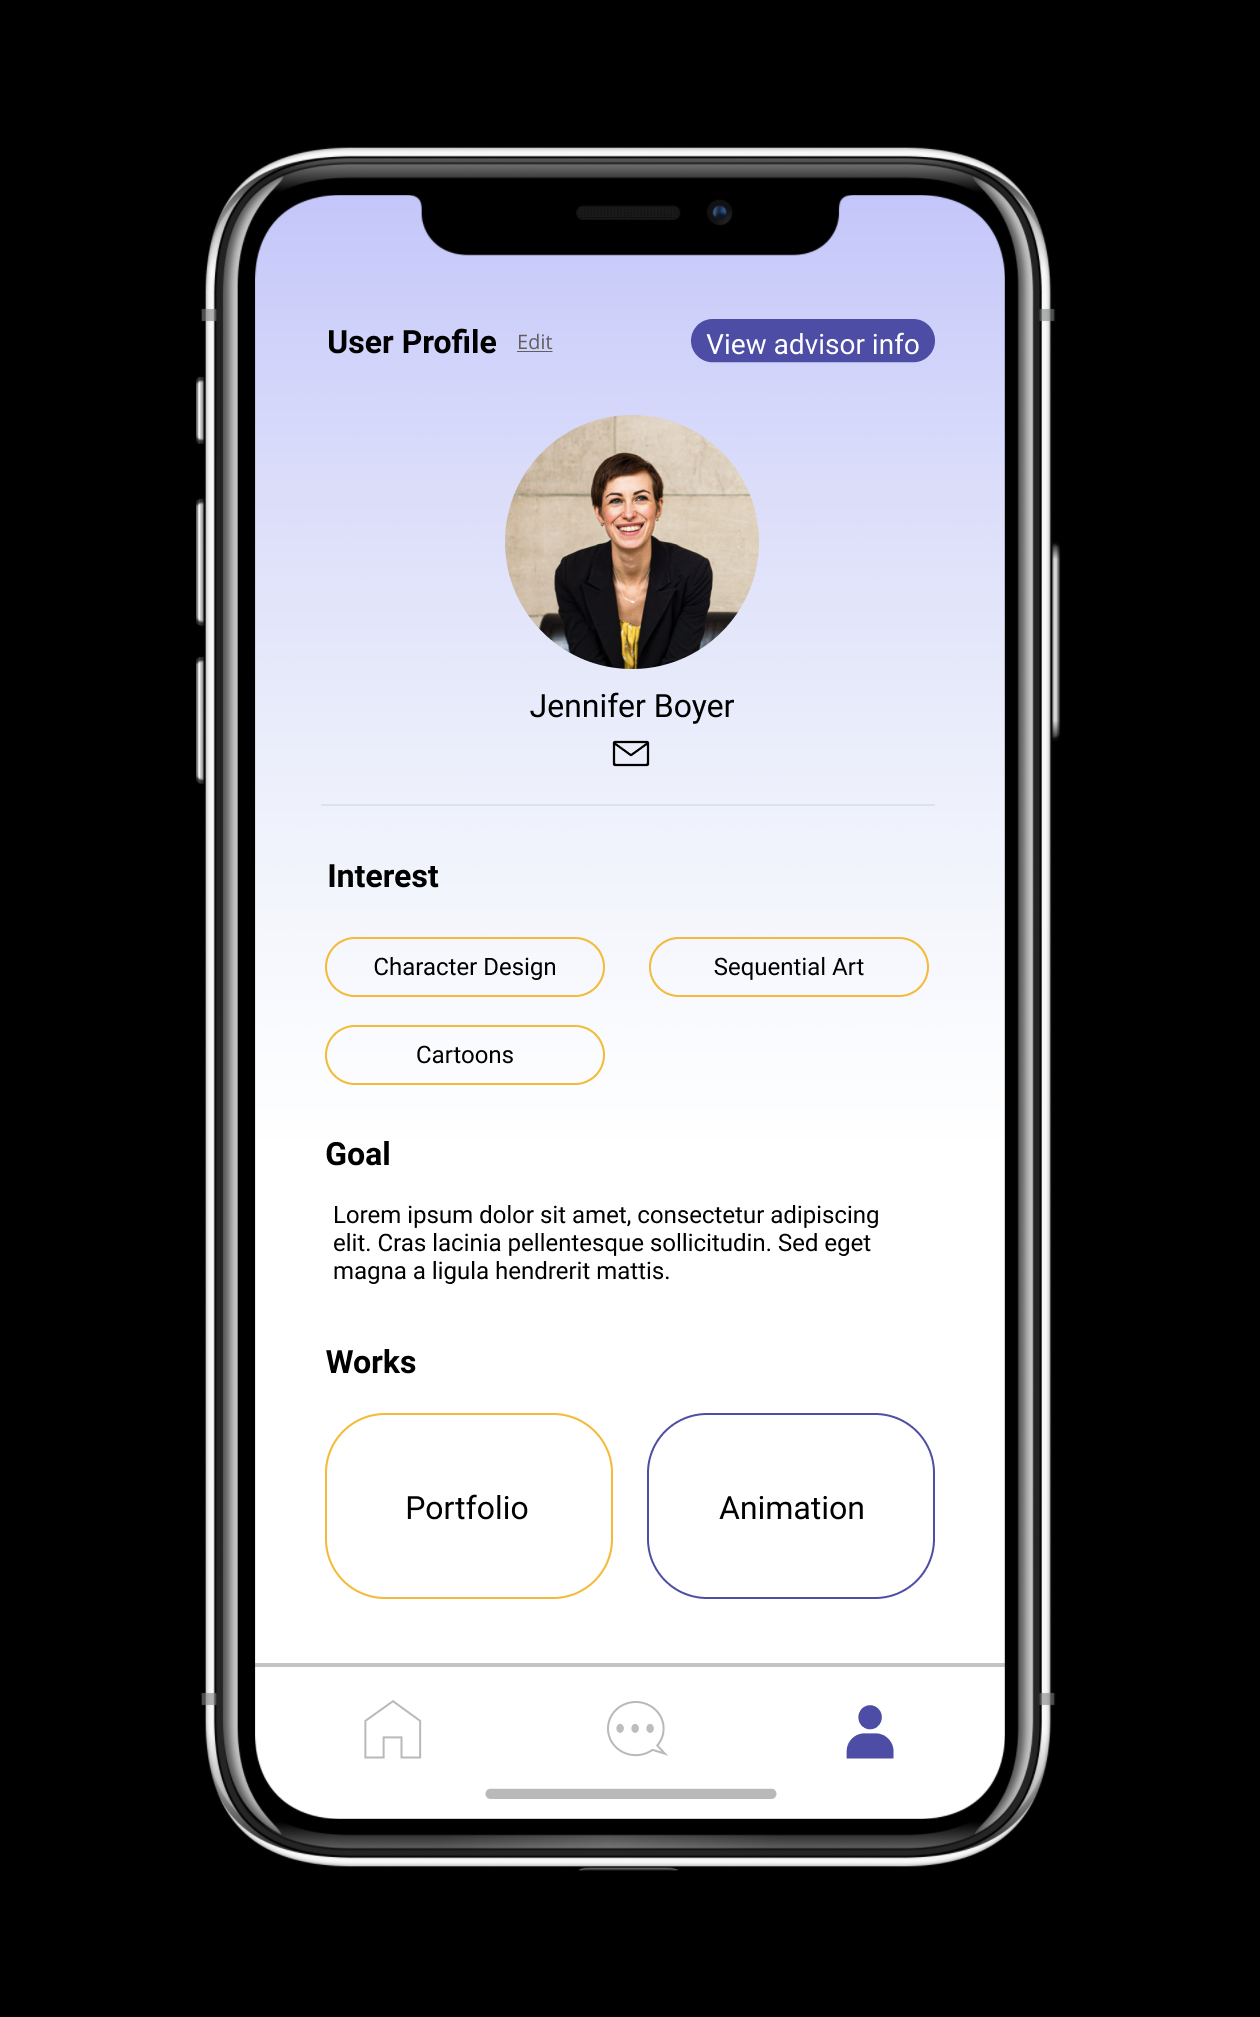 User Profile Edit View advisor info
Jennifer Boyer
Interest
Character Design Sequential Art
Cartoons
Goal
Lorem ipsum dolor sit amet, consectetur adipiscing
elit. Cras lacinia pellentesque sollicitudin. Sed eget
magna a ligula hendrerit mattis.
Works
Portfolio Animation